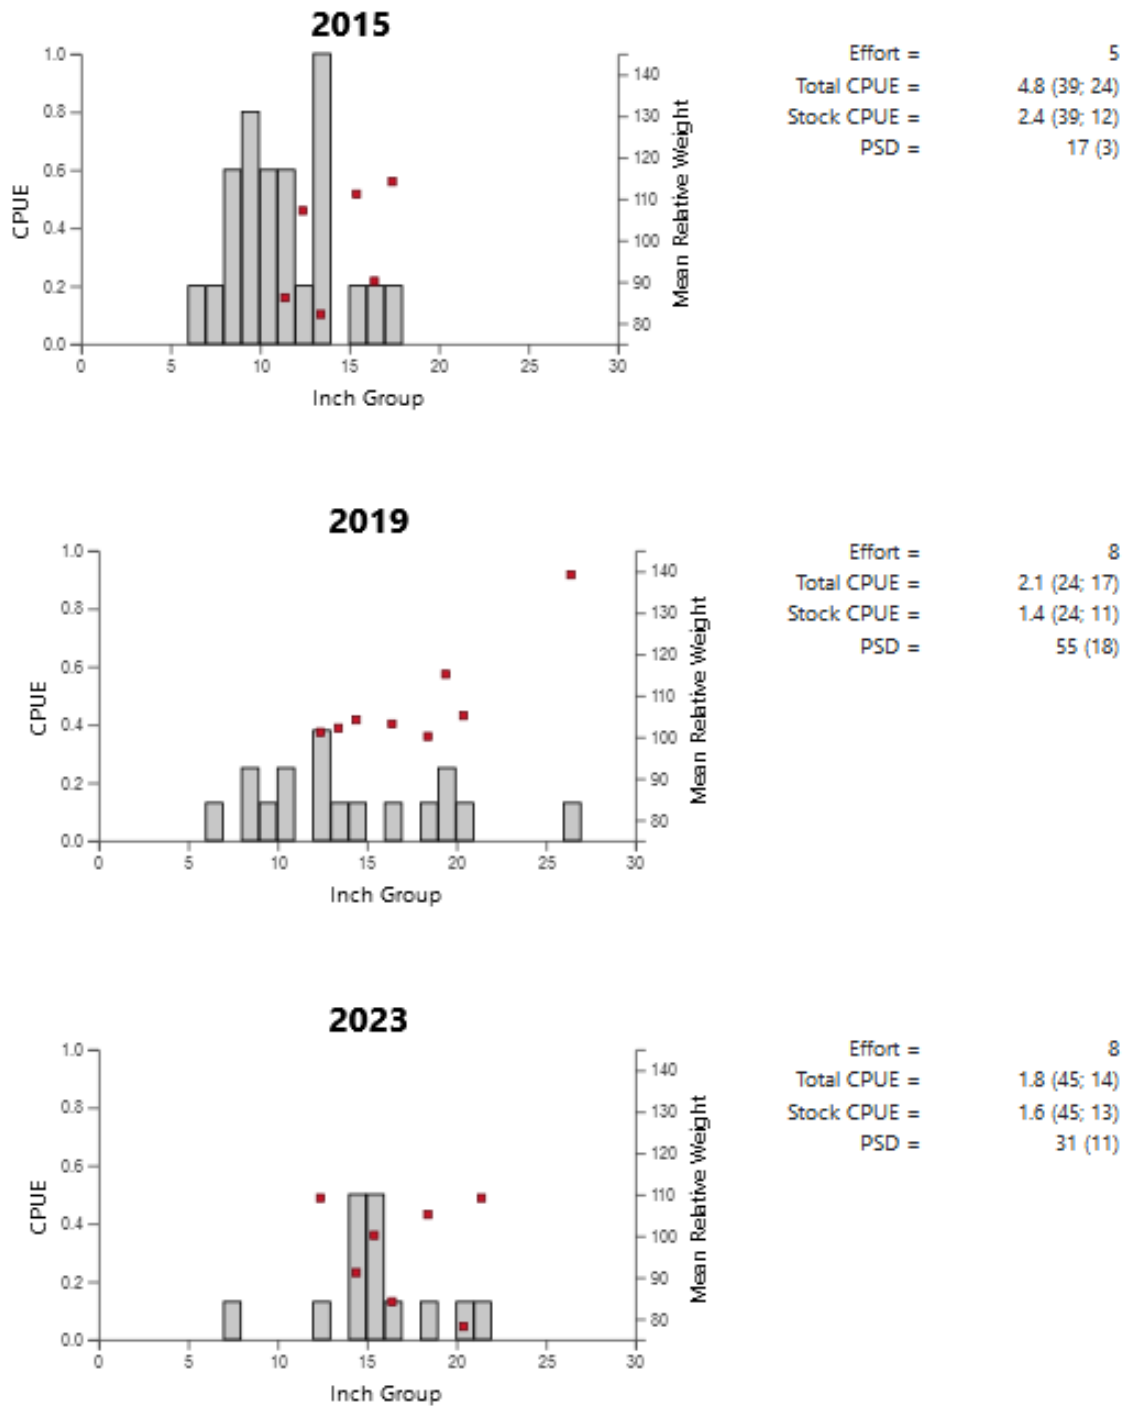 2015
Effort = 5
Total CPUE = 4.8 (39; 24)
Stock CPUE = 2.4 (39; 12)
PSD = 17 (3)
CPUE
1.0
0.8
0.6
0.4
0.2
0.0
0 5 10 15 20 25 30
Inch Group
140
130
120
110
100
90
80
Mean Relative Weight
2019
Effort = 8
Total CPUE = 2.1 (24; 17)
Stock CPUE = 1.4 (24; 11)
PSD = 55 (18)
CPUE
1.0
0.8
0.6
0.4
0.2
0.0
0 5 10 15 20 25 30
Inch Group
140
130
120
110
100
90
80
Mean Relative Weight
2023
Effort = 8
Total CPUE = 1.8 (45; 14)
Stock CPUE = 1.6 (45; 13)
PSD = 31 (11)
CPUE
1.0
0.8
0.6
0.4
0.2
0.0
0 5 10 15 20 25 30
Inch Group
140
130
120
110
100
90
80
Mean Relative Weight